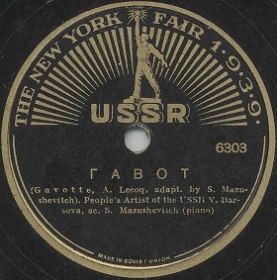 THE NEW YORK FAIR 1.9.3.9.
USSR
6303
ГАВОТ
(Gavotte, A. Lecoq, adapt. by S. Mazu-
shevitch). People's Artist of the USSR V. Bar-
sova, ac. S. Mazushevitch (piano)
MADE IN SOVIET UNION